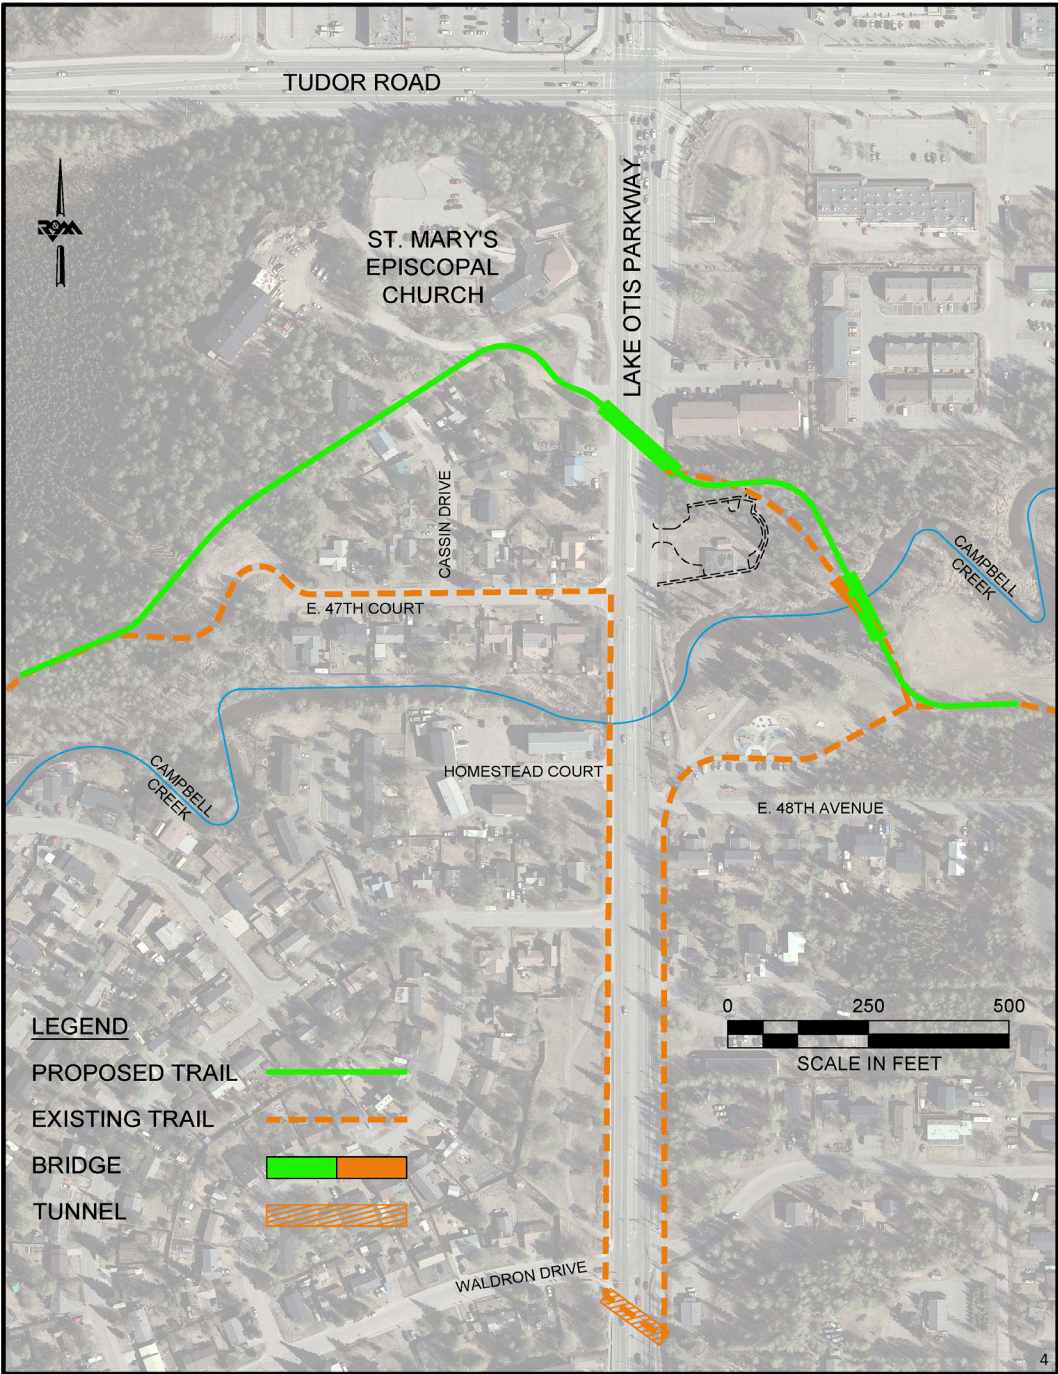 TUDOR ROAD
LAKE OTIS PARKWAY
R&M
ST. MARY'S
EPISCOPAL
CHURCH
CASSIN DRIVE
CAMPBELL
CREEK
E. 47TH COURT
HOMESTEAD COURT
CAMPBELL
CREEK
E. 48TH AVENUE
0 250 500
SCALE IN FEET
LEGEND
PROPOSED TRAIL
EXISTING TRAIL
BRIDGE
TUNNEL
WALDRON DRIVE
4